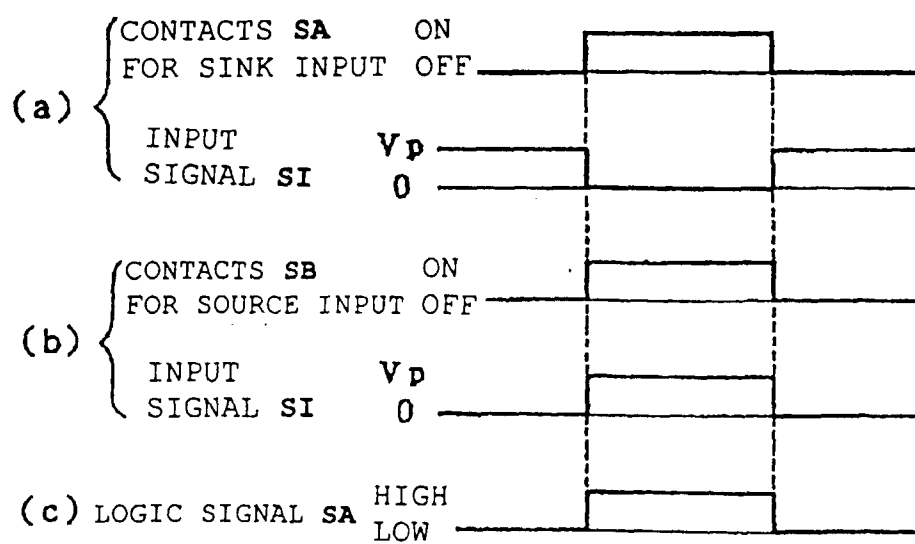 CONTACTS SA ON
FOR SINK INPUT OFF
(a)
INPUT Vp
SIGNAL SI 0
CONTACTS SB ON
FOR SOURCE INPUT OFF
(b)
INPUT Vp
SIGNAL SI 0
HIGH
(c) LOGIC SIGNAL SA
LOW